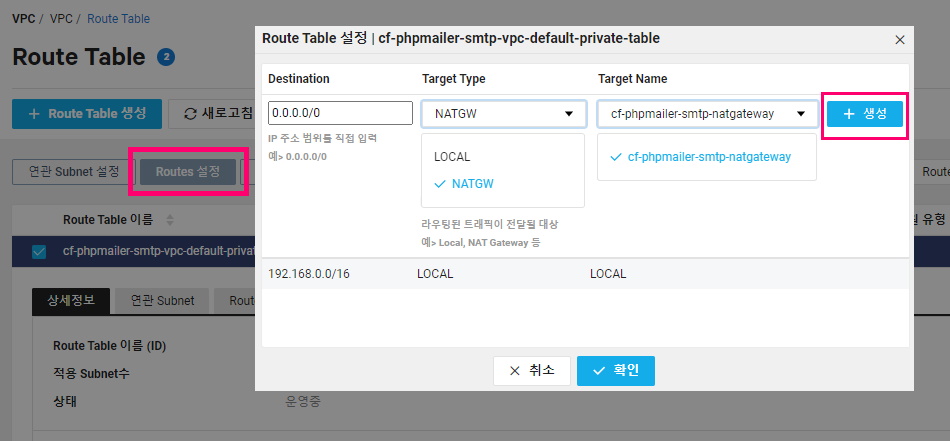 VPC / VPC / Route Table
Route Table 2
+ Route Table 생성
새로고침
연관 Subnet 설정
Routes 설정
Route
Route Table 이름
원 유형
cf-phpmailer-smtp-vpc-default-priva
상세정보
연관 Subnet
Rout
Route Table 이름 (ID)
적용 Subnet수
상태
운영중
Route Table 설정 | cf-phpmailer-smtp-vpc-default-private-table
Destination
Target Type
Target Name
0.0.0.0/0
NATGW
cf-phpmailer-smtp-natgateway
+ 생성
IP 주소 범위를 직접 입력
예> 0.0.0.0/0
LOCAL
NATGW
cf-phpmailer-smtp-natgateway
라우팅된 트래픽이 전달될 대상
예> Local, NAT Gateway 등
192.168.0.0/16
LOCAL
LOCAL
취소
확인